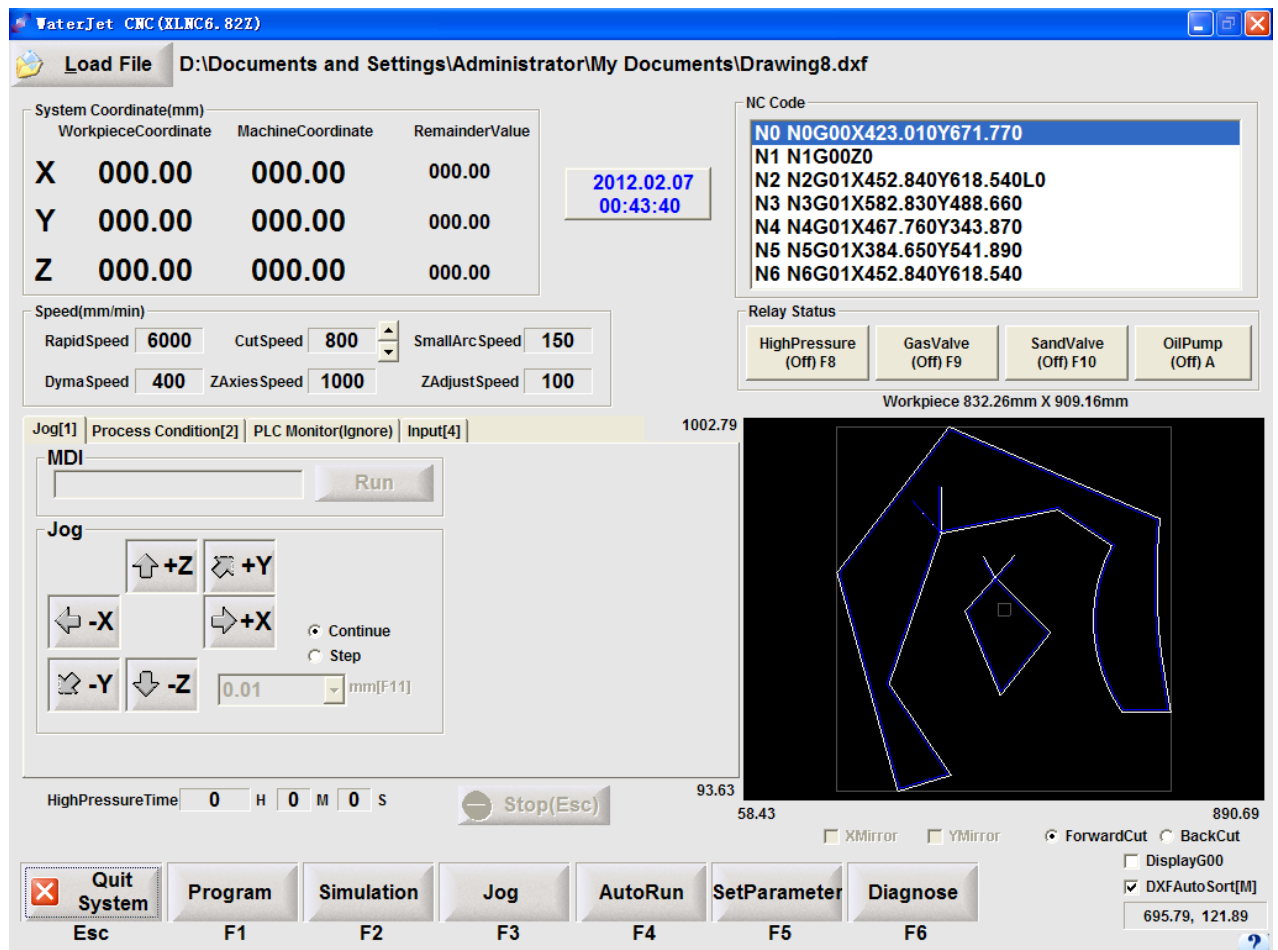 WaterJet CNC(XLNC6.82Z)
Load File D:\Documents and Settings\Administrator\My Documents\Drawing8.dxf
System Coordinate(mm)
WorkpieceCoordinate MachineCoordinate RemainderValue
X 000.00 000.00 000.00
Y 000.00 000.00 000.00
Z 000.00 000.00 000.00
2012.02.07
00:43:40
NC Code
N0 N0G00X423.010Y671.770
N1 N1G00Z0
N2 N2G01X452.840Y618.540L0
N3 N3G01X582.830Y488.660
N4 N4G01X467.760Y343.870
N5 N5G01X384.650Y541.890
N6 N6G01X452.840Y618.540
Speed(mm/min)
RapidSpeed 6000 CutSpeed 800 SmallArcSpeed 150
DymaSpeed 400 ZAxiesSpeed 1000 ZAdjustSpeed 100
Relay Status
HighPressure (Off) F8
GasValve (Off) F9
SandValve (Off) F10
OilPump (Off) A
Workpiece 832.26mm X 909.16mm
Jog[1] Process Condition[2] PLC Monitor(Ignore) Input[4]
1002.79
MDI
Run
Jog
+Z +Y
-X +X
Continue
Step
-Y -Z 0.01 mm[F11]
93.63
58.43 890.69
HighPressureTime 0 H 0 M 0 S Stop(Esc)
XMirror YMirror ForwardCut BackCut
DisplayG00
DXFAutoSort[M]
695.79, 121.89
Quit System Program Simulation Jog AutoRun SetParameter Diagnose
Esc F1 F2 F3 F4 F5 F6
?